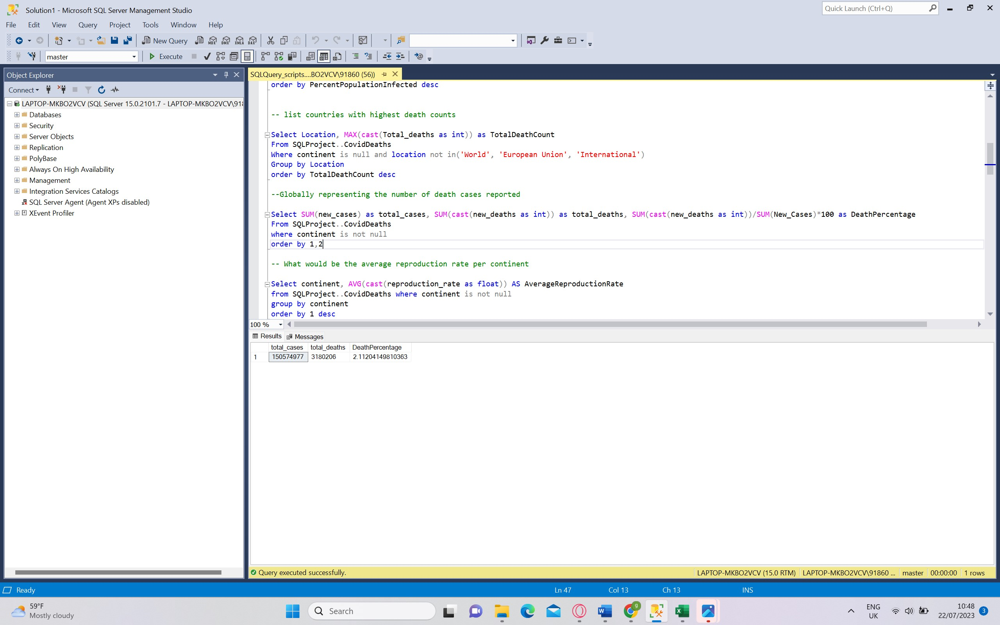 Solution1 - Microsoft SQL Server Management Studio
Quick Launch (Ctrl+Q)
File Edit View Query Project Tools Window Help
New Query MDX DMX XMLA DAX
master Execute
Object Explorer
Connect
LAPTOP-MKBO2VCV (SQL Server 15.0.2101.7 - LAPTOP-MKBO2VCV\918
Databases
Security
Server Objects
Replication
PolyBase
Always On High Availability
Management
Integration Services Catalogs
SQL Server Agent (Agent XPs disabled)
XEvent Profiler
SQLQuery_scripts....BO2VCV\91860 (56))
order by PercentPopulationInfected desc
-- list countries with highest death counts
Select Location, MAX(cast(Total_deaths as int)) as TotalDeathCount
From SQLProject..CovidDeaths
Where continent is null and location not in('World', 'European Union', 'International')
Group by Location
order by TotalDeathCount desc
--Globally representing the number of death cases reported
Select SUM(new_cases) as total_cases, SUM(cast(new_deaths as int)) as total_deaths, SUM(cast(new_deaths as int))/SUM(New_Cases)*100 as DeathPercentage
From SQLProject..CovidDeaths
where continent is not null
order by 1,2
-- What would be the average reproduction rate per continent
Select continent, AVG(cast(reproduction_rate as float)) AS AverageReproductionRate
from SQLProject..CovidDeaths where continent is not null
group by continent
order by 1 desc
100 %
Results Messages
total_cases total_deaths DeathPercentage
1 150574977 3180206 2.11204149810363
Query executed successfully.
LAPTOP-MKBO2VCV (15.0 RTM) LAPTOP-MKBO2VCV\91860 ... master 00:00:00 1 rows
Ready Ln 47 Col 13 Ch 13 INS
59°F
Mostly cloudy
Search
ENG
UK
10:48
22/07/2023
3